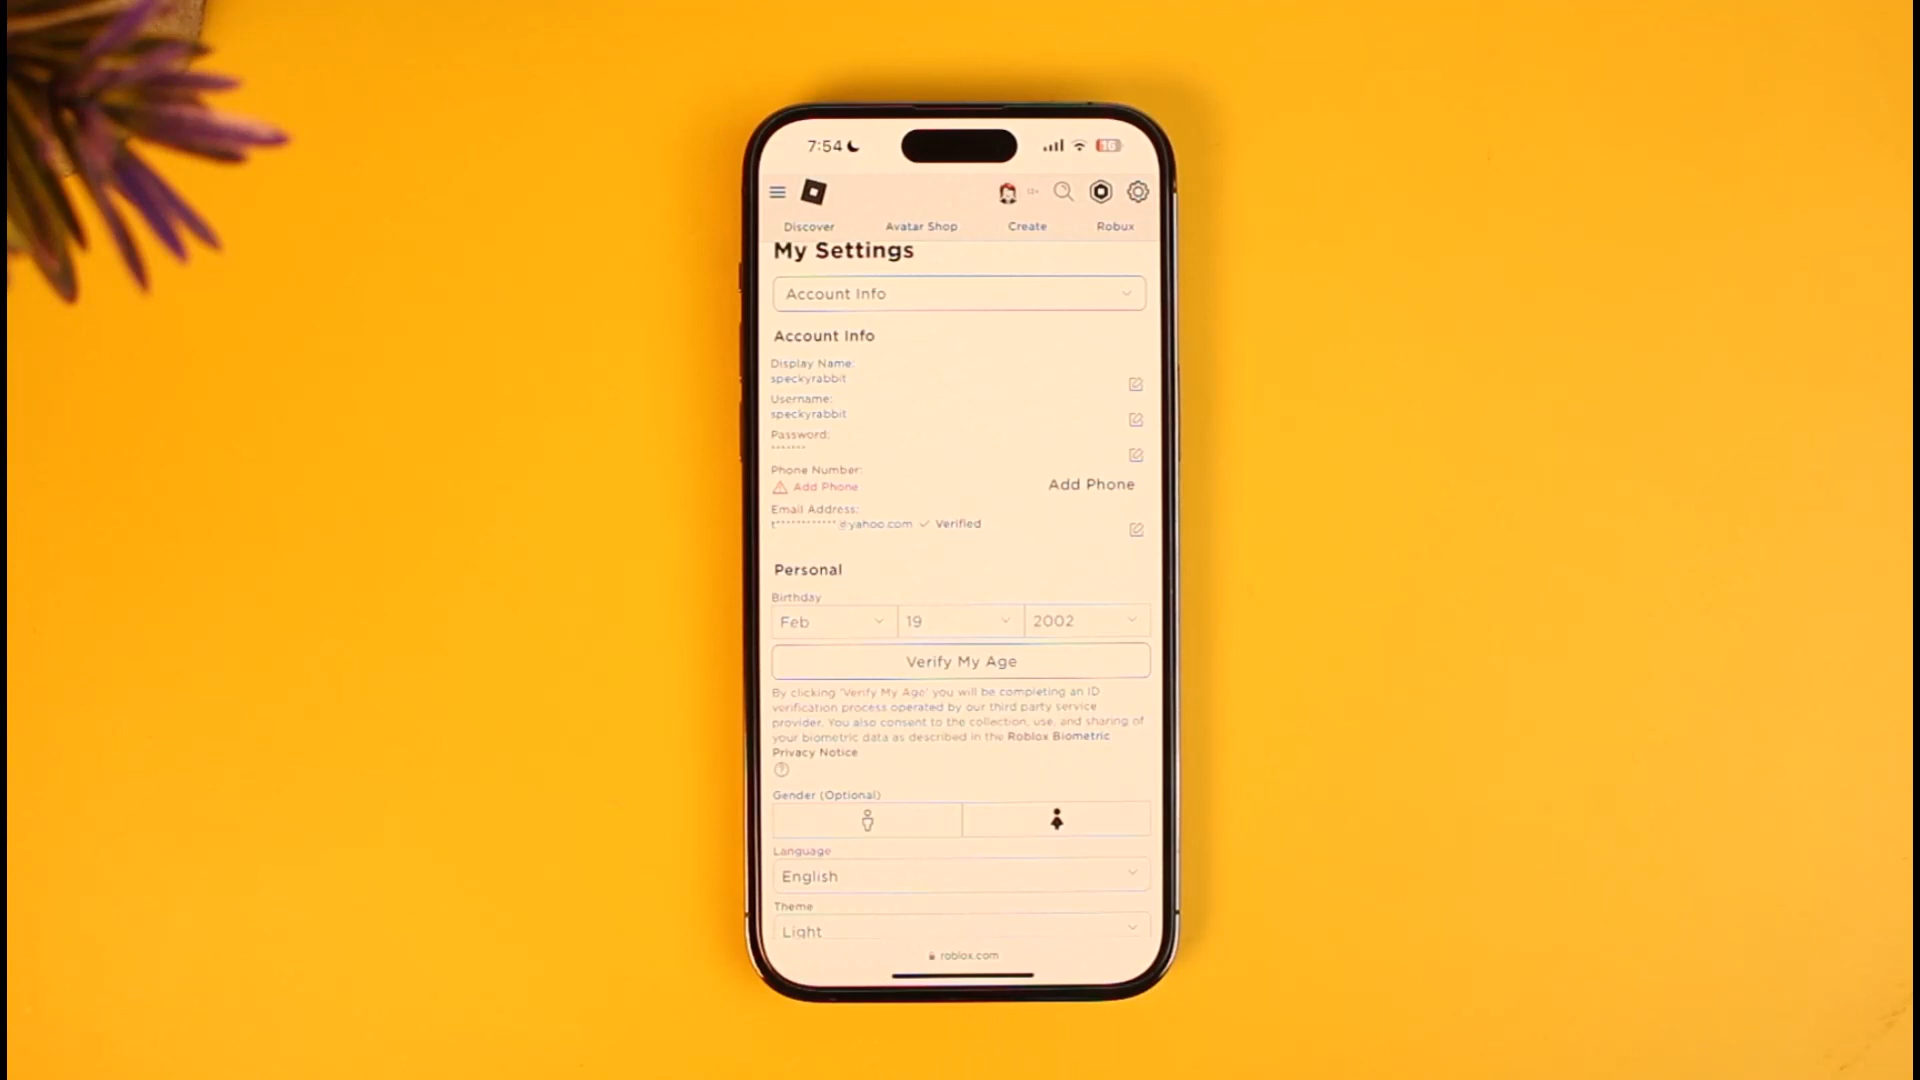 7:54
16
Discover Avatar Shop Create Robux
My Settings
Account Info
Account Info
Display Name:
speckyrabbit
Username:
speckyrabbit
Password:
*******
Phone Number:
Add Phone
Add Phone
Email Address:
t***********@yahoo.com ✓ Verified
Personal
Birthday
Feb 19 2002
Verify My Age
By clicking 'Verify My Age' you will be completing an ID
verification process operated by our third party service
provider. You also consent to the collection, use, and sharing of
your biometric data as described in the Roblox Biometric
Privacy Notice
Gender (Optional)
Language
English
Theme
Light
roblox.com